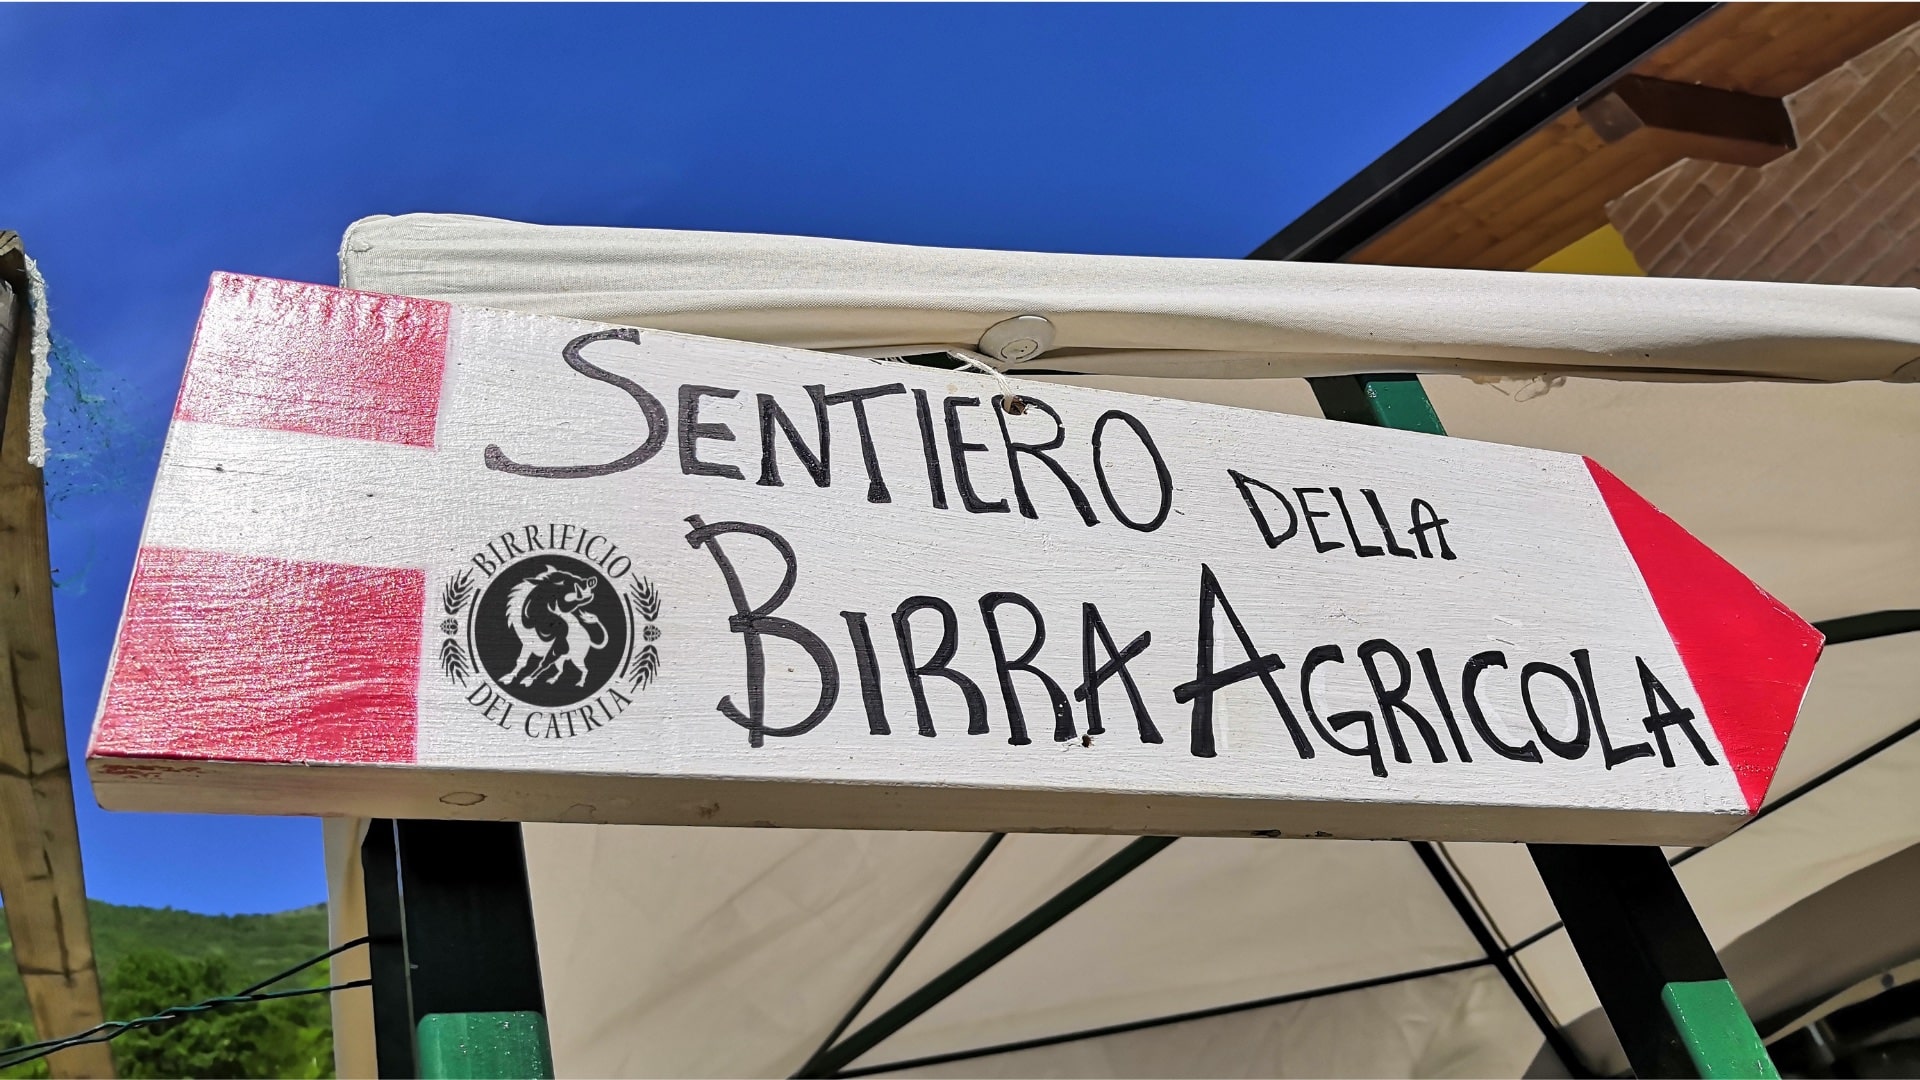 SENTIERO DELLA
BIRRA AGRICOLA
BIRRIFICIO
DEL CATRIA